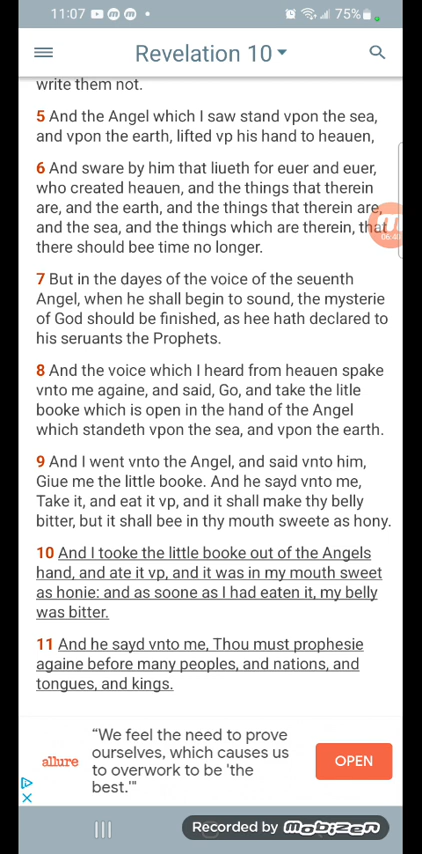 11:07
75%
Revelation 10
write them not.
5 And the Angel which I saw stand vpon the sea,
and vpon the earth, lifted vp his hand to heauen,
6 And sware by him that liueth for euer and euer,
who created heauen, and the things that therein
are, and the earth, and the things that therein are,
and the sea, and the things which are therein, that
there should bee time no longer.
06:40
7 But in the dayes of the voice of the seuenth
Angel, when he shall begin to sound, the mysterie
of God should be finished, as hee hath declared to
his seruants the Prophets.
8 And the voice which I heard from heauen spake
vnto me againe, and said, Go, and take the litle
booke which is open in the hand of the Angel
which standeth vpon the sea, and vpon the earth.
9 And I went vnto the Angel, and said vnto him,
Giue me the little booke. And he sayd vnto me,
Take it, and eat it vp, and it shall make thy belly
bitter, but it shall bee in thy mouth sweete as hony.
10 And I tooke the little booke out of the Angels
hand, and ate it vp, and it was in my mouth sweet
as honie: and as soone as I had eaten it, my belly
was bitter.
11 And he sayd vnto me, Thou must prophesie
againe before many peoples, and nations, and
tongues, and kings.
allure
“We feel the need to prove
ourselves, which causes us
to overwork to be 'the
best.'”
OPEN
Recorded by mobizen